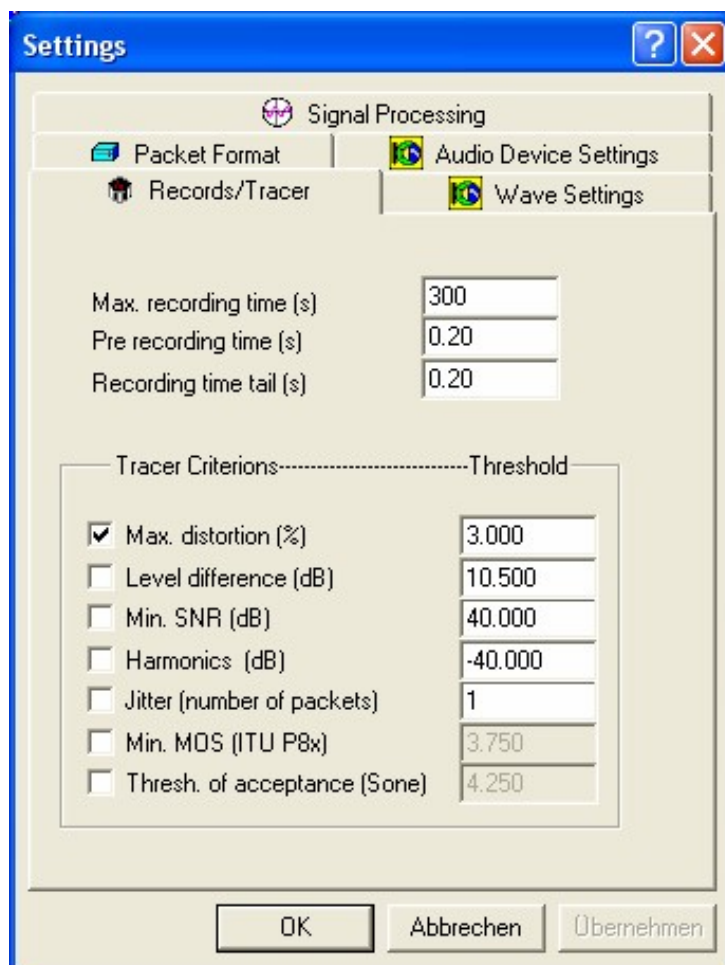 Settings
Signal Processing
Packet Format
Audio Device Settings
Records/Tracer
Wave Settings
Max. recording time (s) 300
Pre recording time (s) 0.20
Recording time tail (s) 0.20
Tracer Criterions-----------------------------Threshold
Max. distortion (%) 3.000
Level difference (dB) 10.500
Min. SNR (dB) 40.000
Harmonics (dB) -40.000
Jitter (number of packets) 1
Min. MOS (ITU P8x) 3.750
Thresh. of acceptance (Sone) 4.250
OK
Abbrechen
Übernehmen